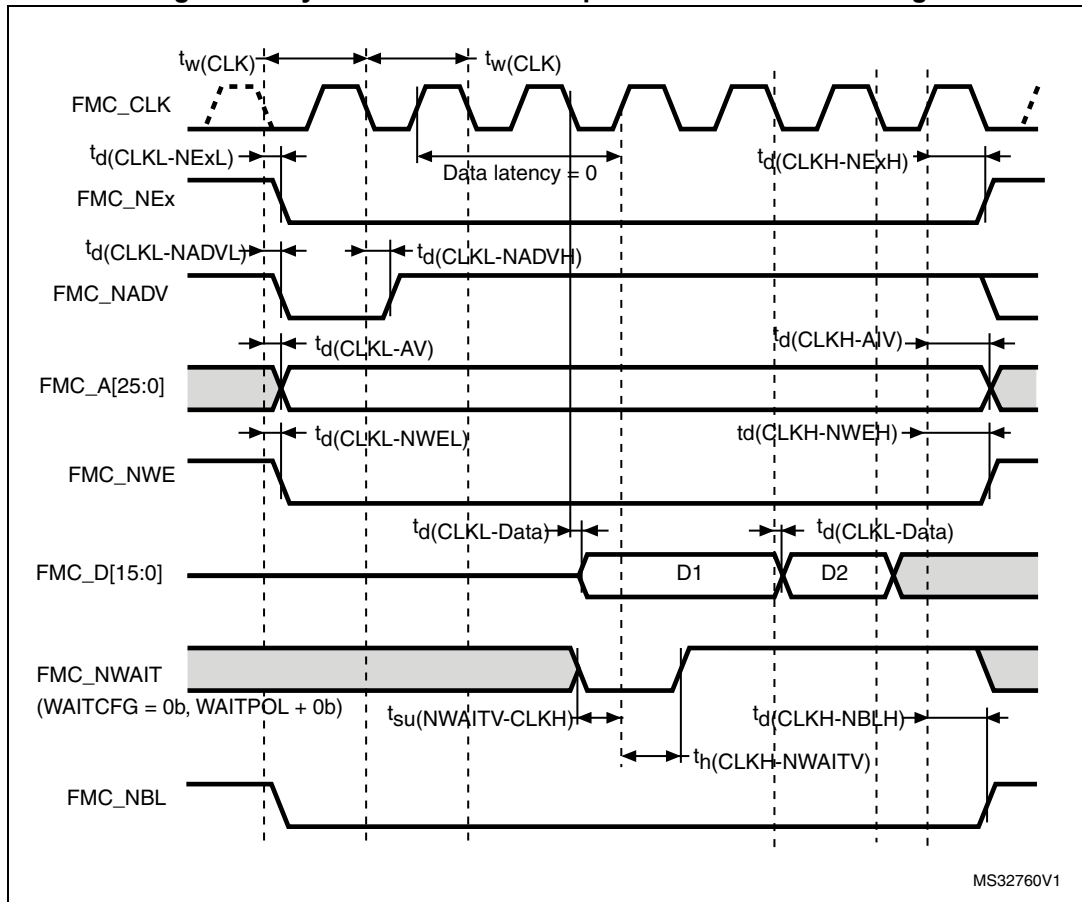 tw(CLK) tw(CLK)
FMC_CLK
td(CLKL-NExL) td(CLKH-NExH)
Data latency = 0
FMC_NEx
td(CLKL-NADVL) td(CLKL-NADVH)
FMC_NADV
td(CLKL-AV) td(CLKH-AIV)
FMC_A[25:0]
td(CLKL-NWEL) td(CLKH-NWEH)
FMC_NWE
td(CLKL-Data) td(CLKL-Data)
FMC_D[15:0] D1 D2
FMC_NWAIT
(WAITCFG = 0b, WAITPOL + 0b)
tsu(NWAITV-CLKH) td(CLKH-NBLH)
th(CLKH-NWAITV)
FMC_NBL
MS32760V1